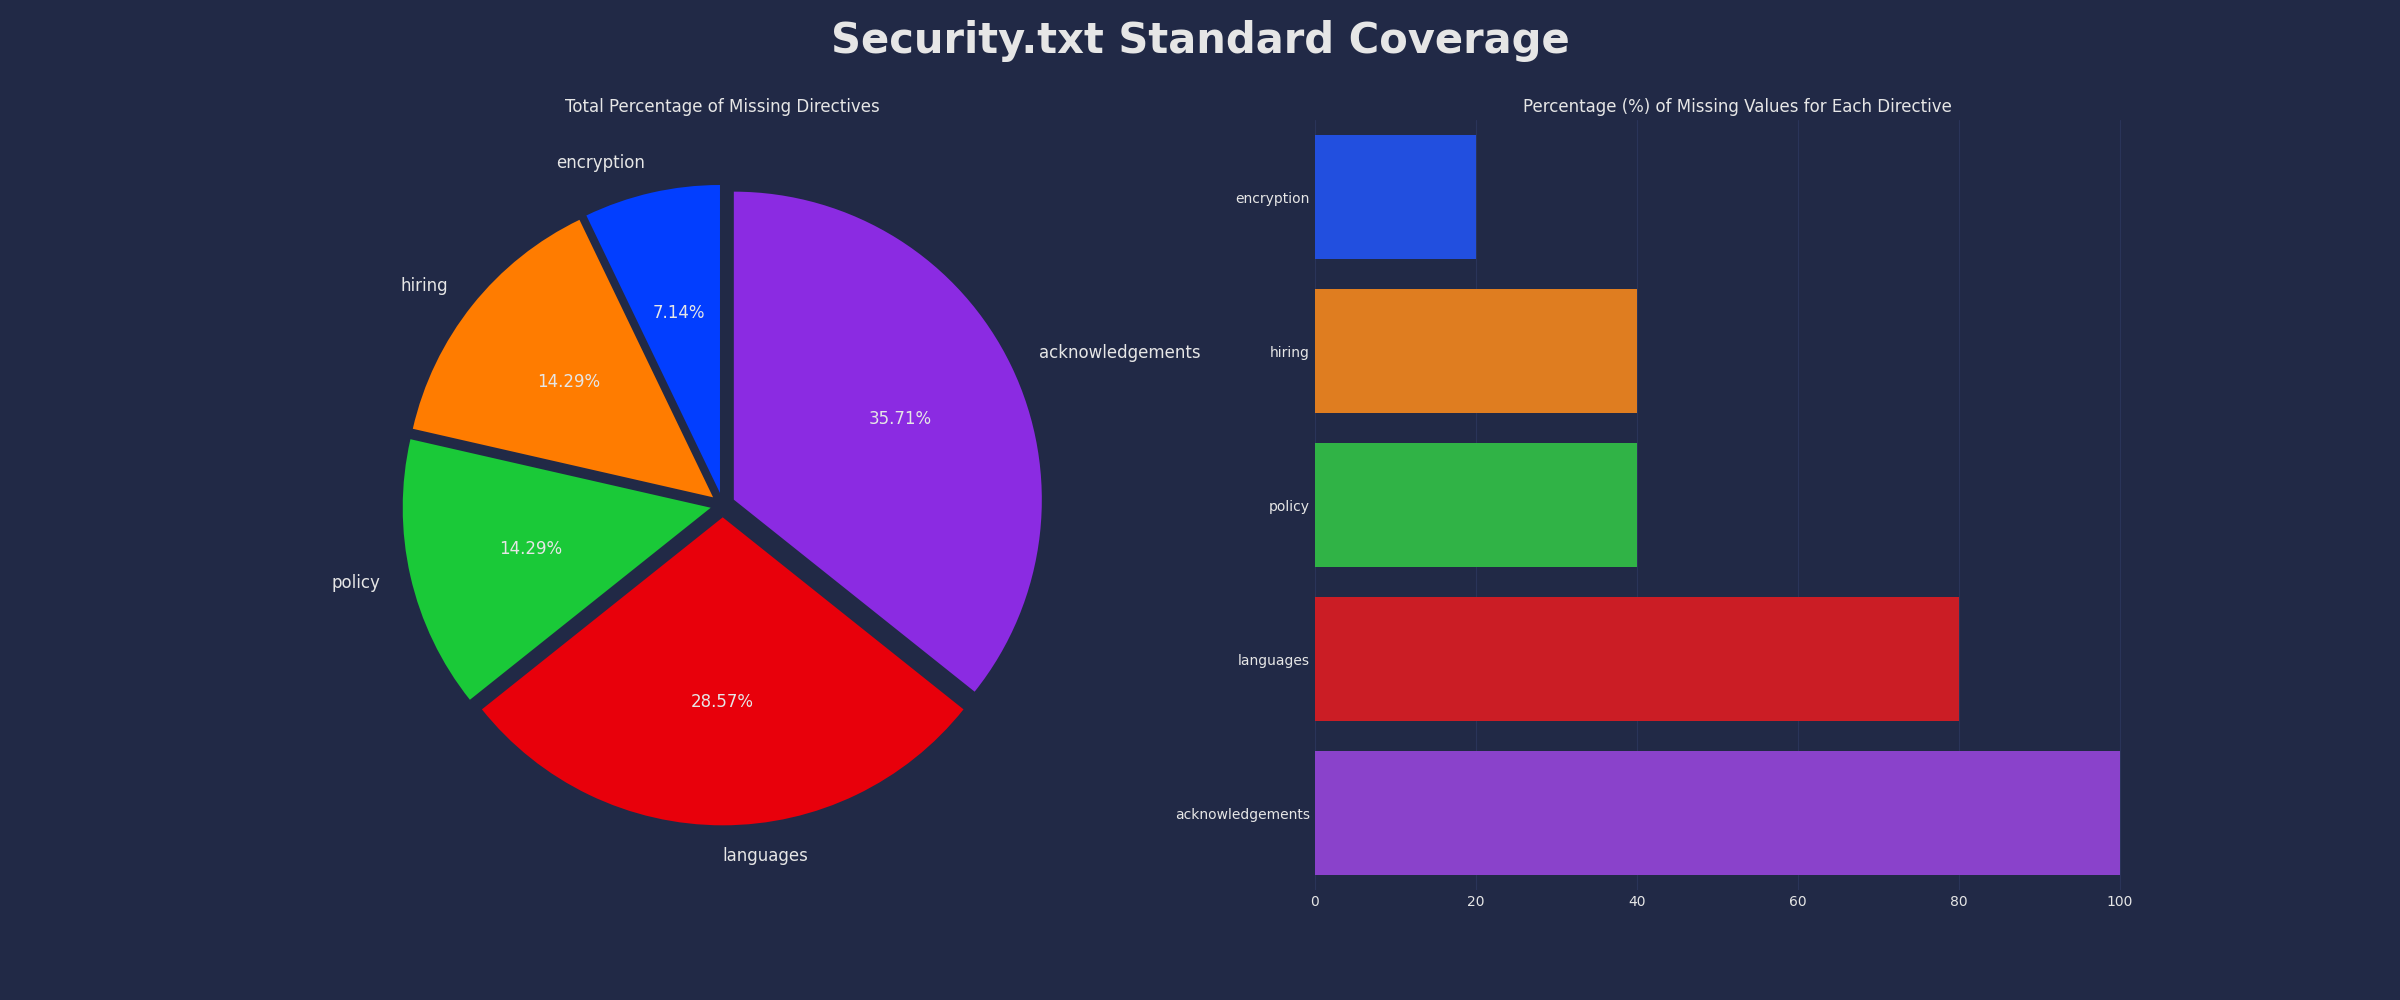 Security.txt Standard Coverage
Total Percentage of Missing Directives
encryption
hiring
policy
languages
acknowledgements
7.14%
14.29%
14.29%
28.57%
35.71%
Percentage (%) of Missing Values for Each Directive
encryption
hiring
policy
languages
acknowledgements
0 20 40 60 80 100